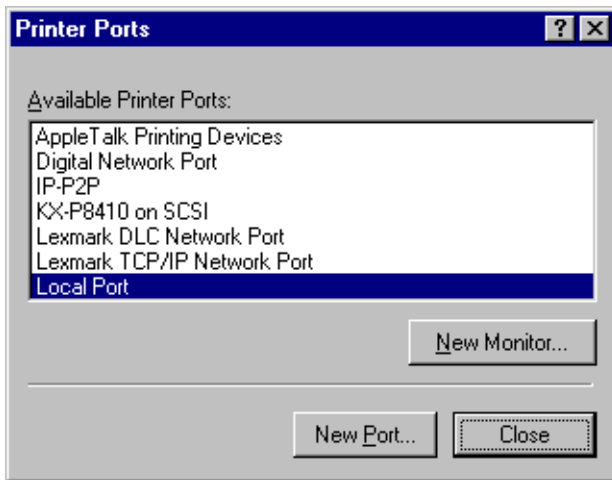 Printer Ports
Available Printer Ports:
AppleTalk Printing Devices
Digital Network Port
IP-P2P
KX-P8410 on SCSI
Lexmark DLC Network Port
Lexmark TCP/IP Network Port
Local Port
New Monitor...
New Port...
Close